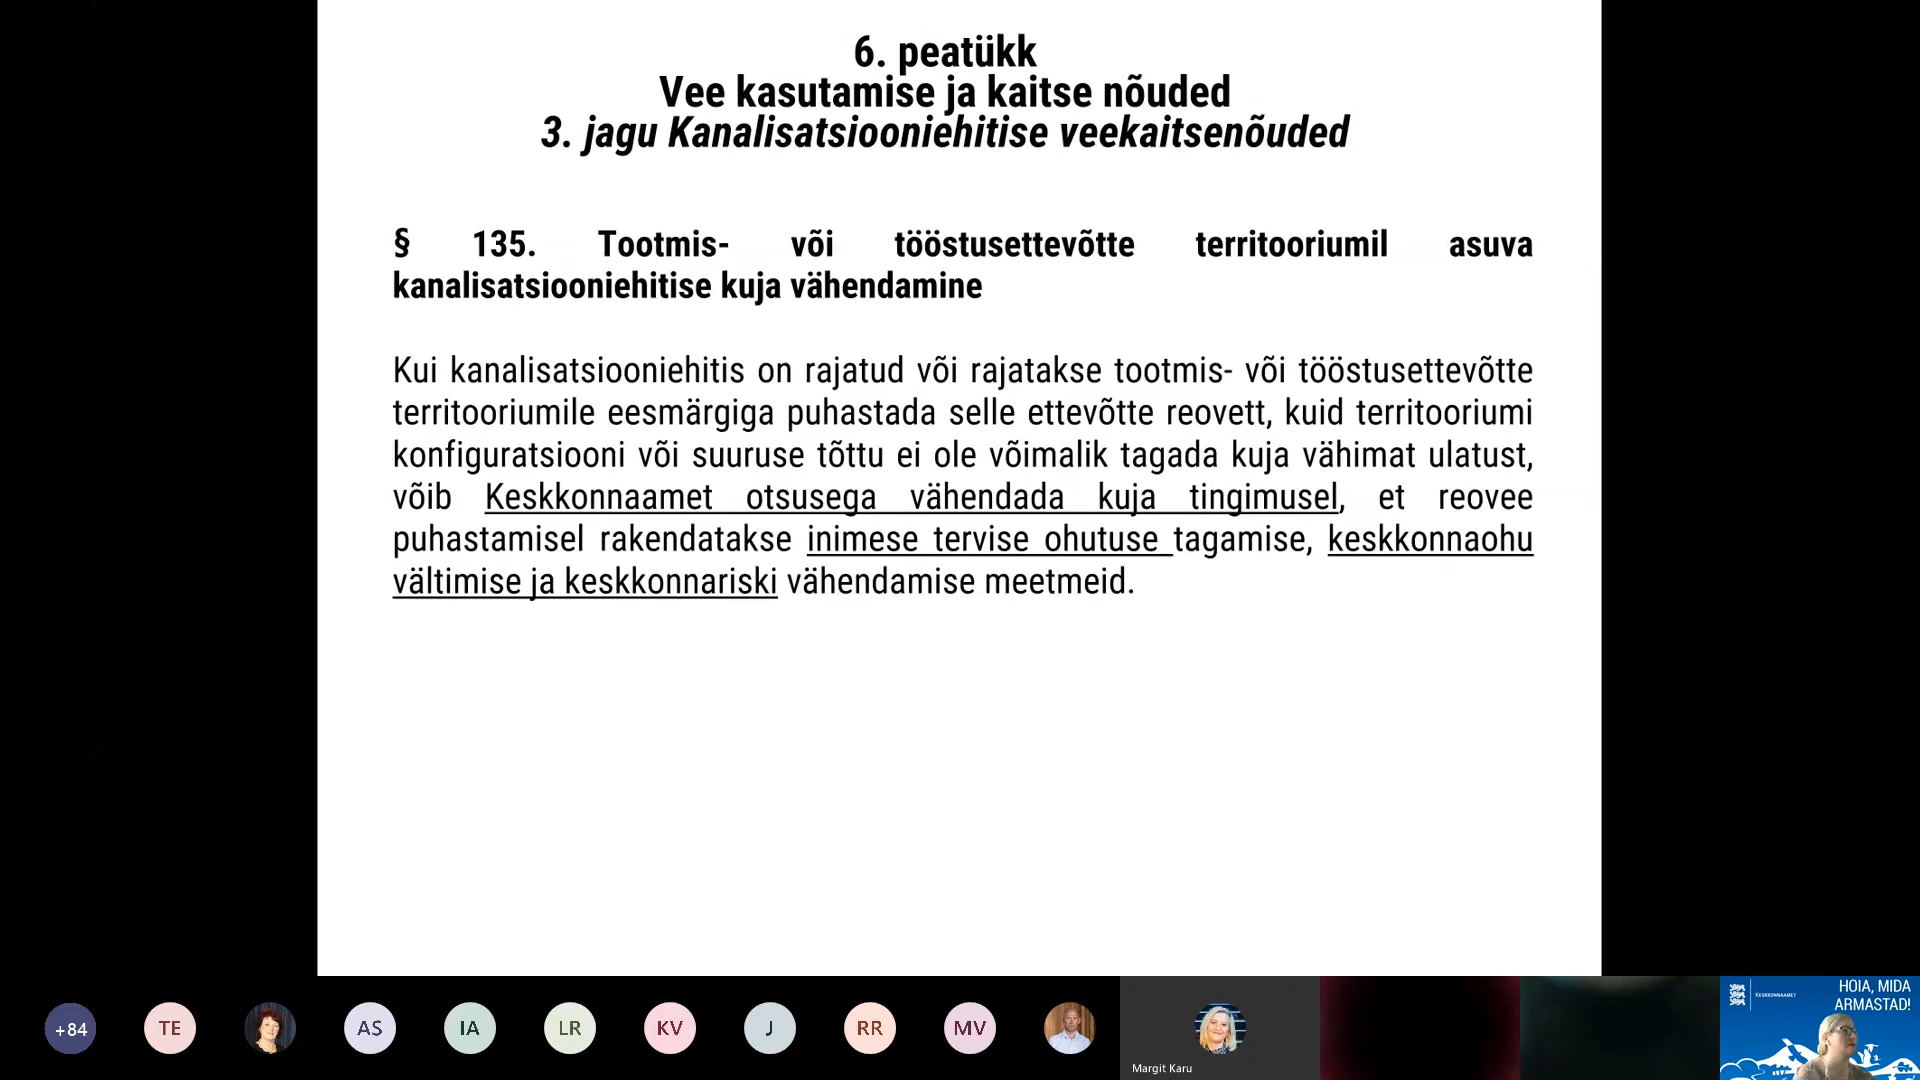 6. peatükk
Vee kasutamise ja kaitse nõuded
3. jagu Kanalisatsiooniehitise veekaitsenõuded
§ 135. Tootmis- või tööstusettevõtte territooriumil asuva
kanalisatsiooniehitise kuja vähendamine
Kui kanalisatsiooniehitis on rajatud või rajatakse tootmis- või tööstusettevõtte
territooriumile eesmärgiga puhastada selle ettevõtte reovett, kuid territooriumi
konfiguratsiooni või suuruse tõttu ei ole võimalik tagada kuja vähimat ulatust,
võib Keskkonnaamet otsusega vähendada kuja tingimusel, et reovee
puhastamisel rakendatakse inimese tervise ohutuse tagamise, keskkonnaohu
vältimise ja keskkonnariski vähendamise meetmeid.
+84
TE
AS
IA
LR
KV
J
RR
MV
Margit Karu
KESKKONNAAMET
HOIA, MIDA
ARMASTAD!